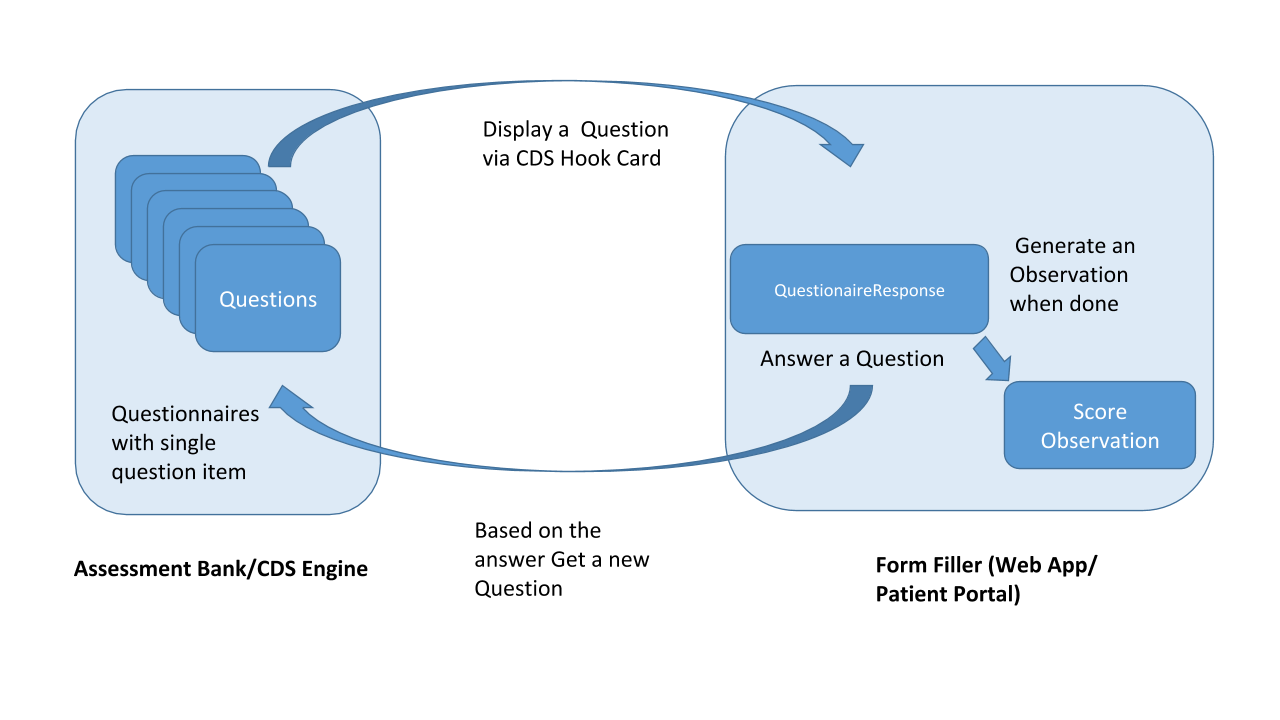 Display a  Question
via CDS Hook Card
Questions
Questionnaires
with single
question item
QuestionaireResponse
Generate an
Observation
when done
Answer a Question
Score
Observation
Based on the
answer Get a new
Question
Assessment Bank/CDS Engine
Form Filler (Web App/
Patient Portal)